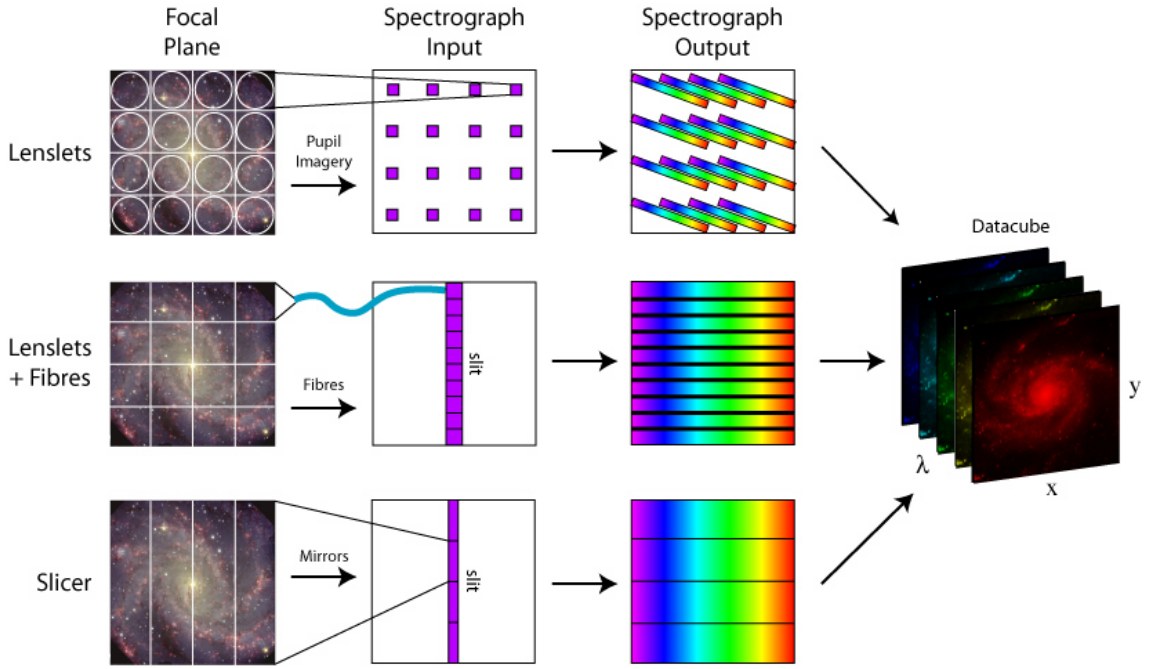 Focal
Plane
Spectrograph
Input
Spectrograph
Output
Lenslets
Pupil
Imagery
Datacube
Lenslets
+ Fibres
Fibres
slit
y
λ
x
Slicer
Mirrors
slit